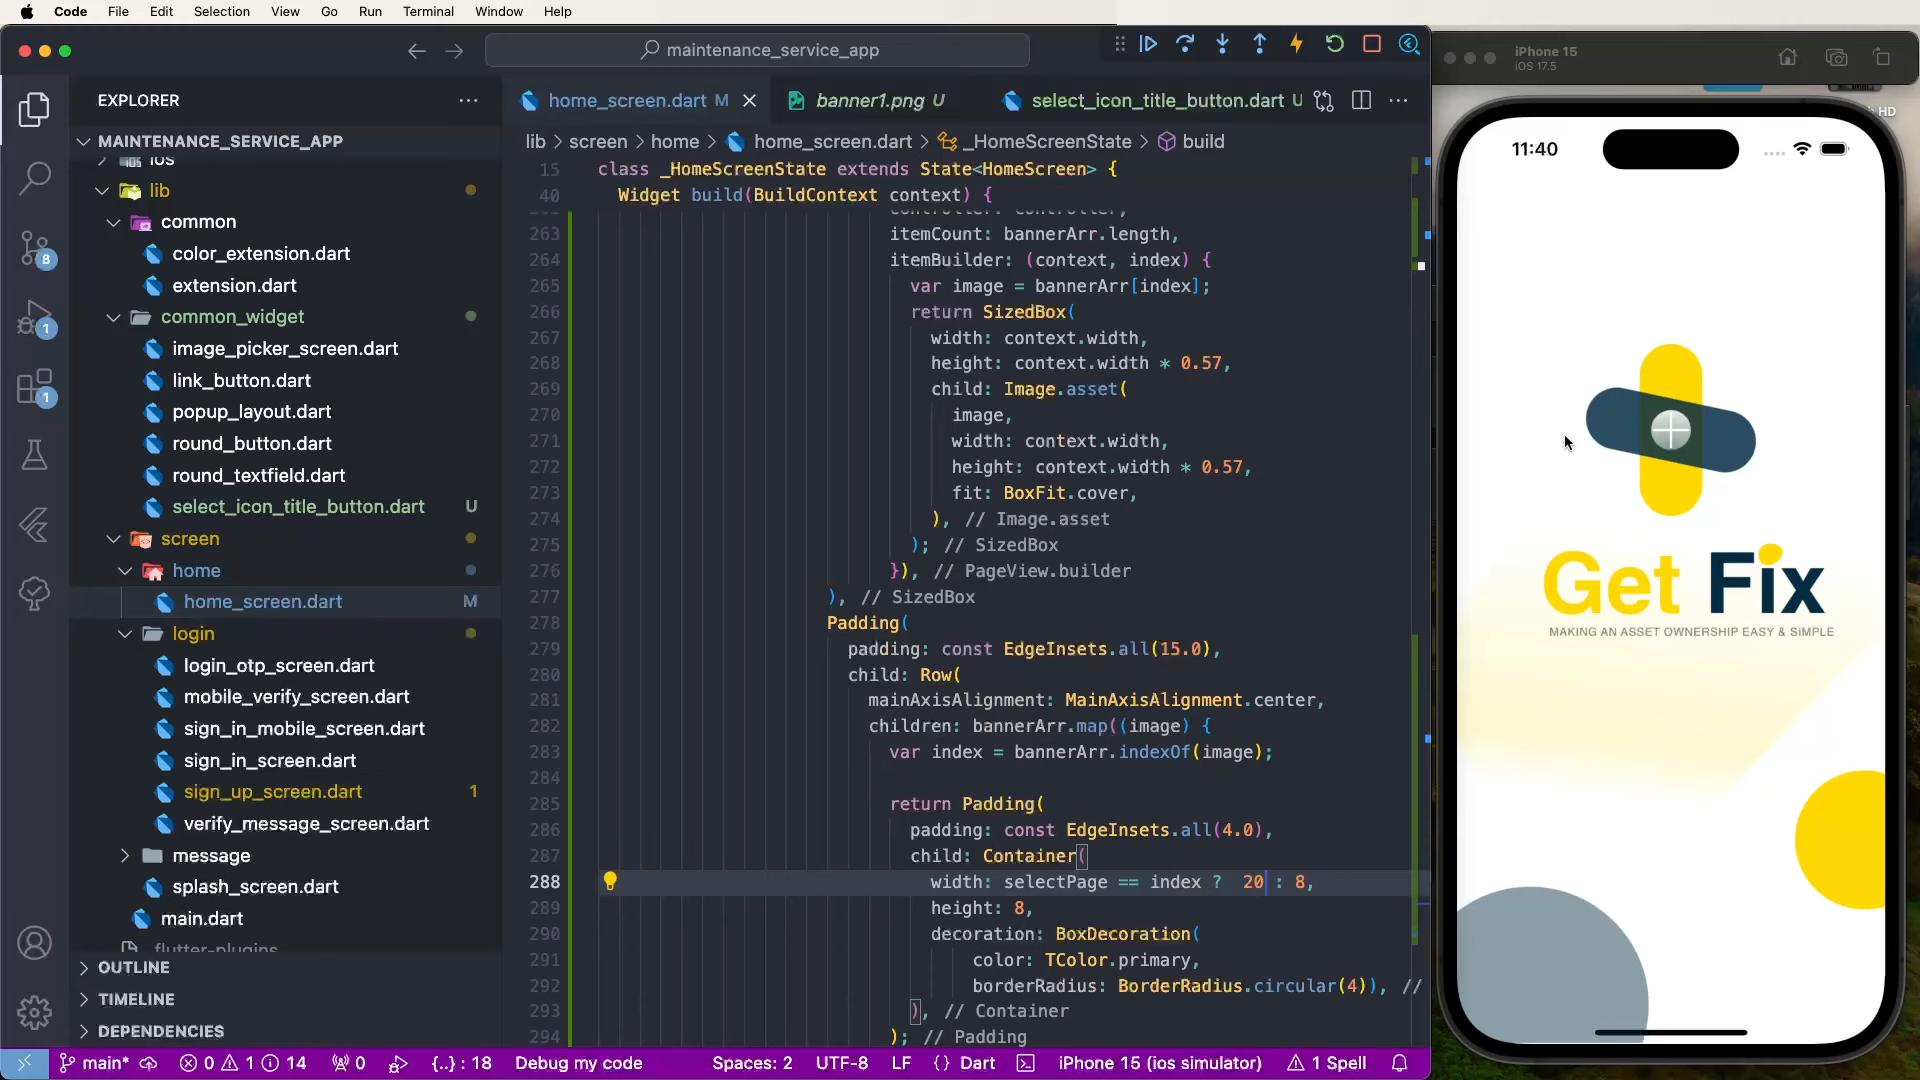 Code File Edit Selection View Go Run Terminal Window Help
maintenance_service_app
EXPLORER
MAINTENANCE_SERVICE_APP
ios
lib
common
color_extension.dart
extension.dart
common_widget
image_picker_screen.dart
link_button.dart
popup_layout.dart
round_button.dart
round_textfield.dart
select_icon_title_button.dart U
screen
home
home_screen.dart M
login
login_otp_screen.dart
mobile_verify_screen.dart
sign_in_mobile_screen.dart
sign_in_screen.dart
sign_up_screen.dart 1
verify_message_screen.dart
message
splash_screen.dart
main.dart
flutter-plugins
OUTLINE
TIMELINE
DEPENDENCIES
8
1
1
home_screen.dart M banner1.png U select_icon_title_button.dart U
lib > screen > home > home_screen.dart > _HomeScreenState > build
15 class _HomeScreenState extends State<HomeScreen> {
40 Widget build(BuildContext context) {
controller: controller,
263 itemCount: bannerArr.length,
264 itemBuilder: (context, index) {
265 var image = bannerArr[index];
266 return SizedBox(
267 width: context.width,
268 height: context.width * 0.57,
269 child: Image.asset(
270 image,
271 width: context.width,
272 height: context.width * 0.57,
273 fit: BoxFit.cover,
274 ), // Image.asset
275 ); // SizedBox
276 }), // PageView.builder
277 ), // SizedBox
278 Padding(
279 padding: const EdgeInsets.all(15.0),
280 child: Row(
281 mainAxisAlignment: MainAxisAlignment.center,
282 children: bannerArr.map((image) {
283 var index = bannerArr.indexOf(image);
284
285 return Padding(
286 padding: const EdgeInsets.all(4.0),
287 child: Container(
288 width: selectPage == index ?  20 : 8,
289 height: 8,
290 decoration: BoxDecoration(
291 color: TColor.primary,
292 borderRadius: BorderRadius.circular(4)), //
293 ), // Container
294 ); // Padding
main* 0 1 14 0 {..} : 18 Debug my code Spaces: 2 UTF-8 LF {} Dart iPhone 15 (ios simulator) 1 Spell
iPhone 15
iOS 17.5
HD
11:40
Get Fix
MAKING AN ASSET OWNERSHIP EASY & SIMPLE